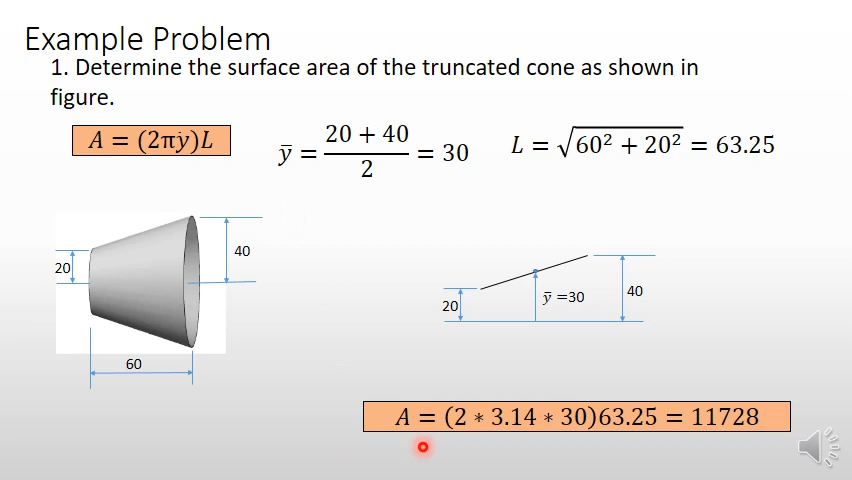 Example Problem
1. Determine the surface area of the truncated cone as shown in
figure.
A = (2πy̅)L
y̅ = (20 + 40)/2 = 30
L = √(60² + 20²) = 63.25
40
20
60
20
y̅ =30
40
A = (2 ∗ 3.14 ∗ 30)63.25 = 11728